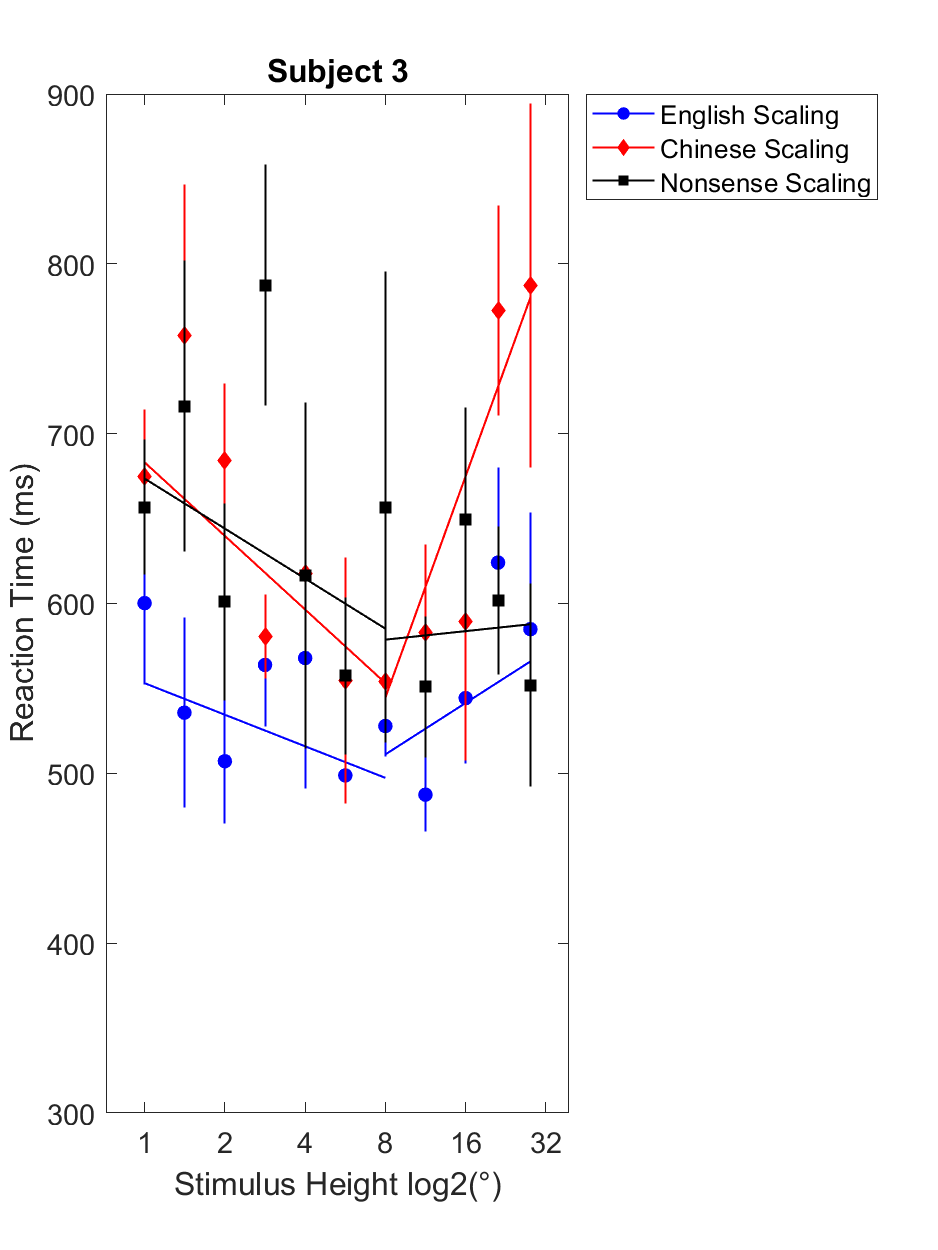 Subject 3
900
800
700
600
500
400
300
Reaction Time (ms)
1 2 4 8 16 32
Stimulus Height log2(°)
English Scaling
Chinese Scaling
Nonsense Scaling